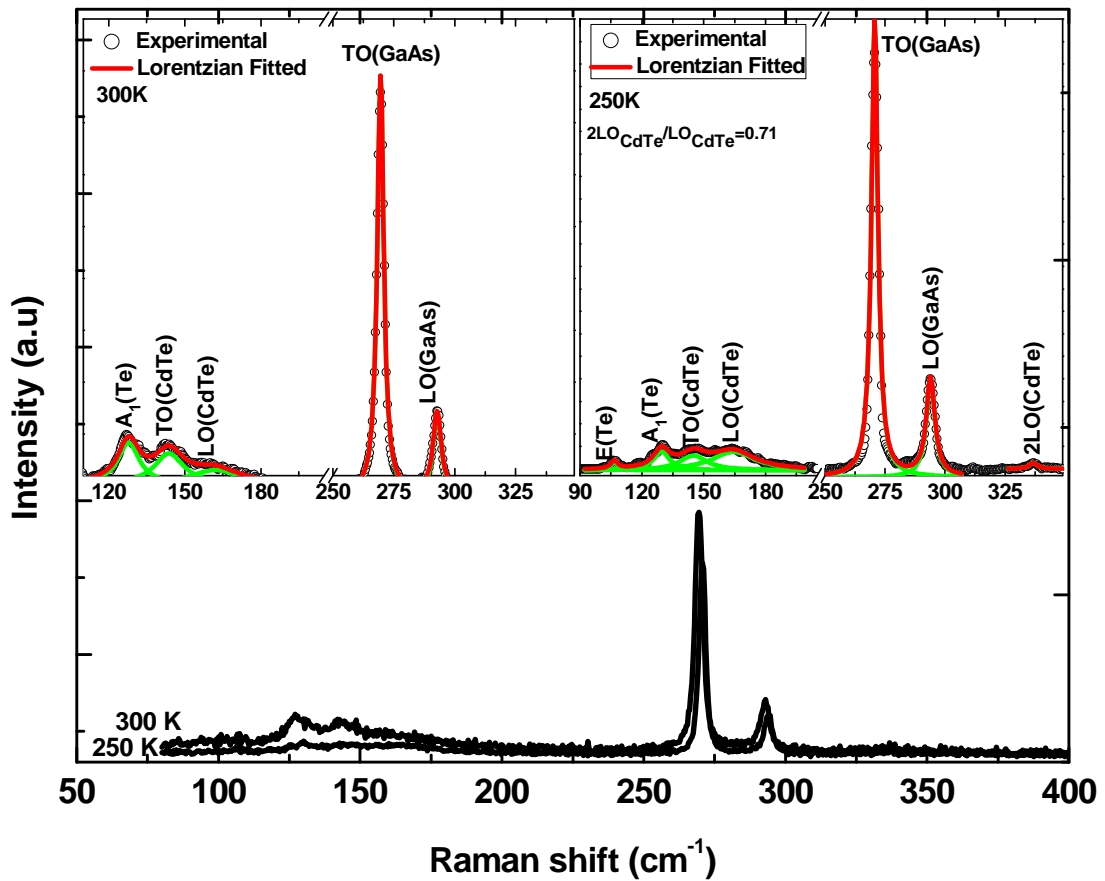 Experimental
Lorentzian Fitted
300K
TO(GaAs)
LO(GaAs)
A1(Te)
TO(CdTe)
LO(CdTe)
120 150 180 250 275 300 325
Experimental
Lorentzian Fitted
250K
2LOCdTe/LOCdTe=0.71
TO(GaAs)
LO(GaAs)
2LO(CdTe)
E(Te)
A1(Te)
TO(CdTe)
LO(CdTe)
90 120 150 180 250 275 300 325
Intensity (a.u)
300 K
250 K
50 100 150 200 250 300 350 400
Raman shift (cm-1)